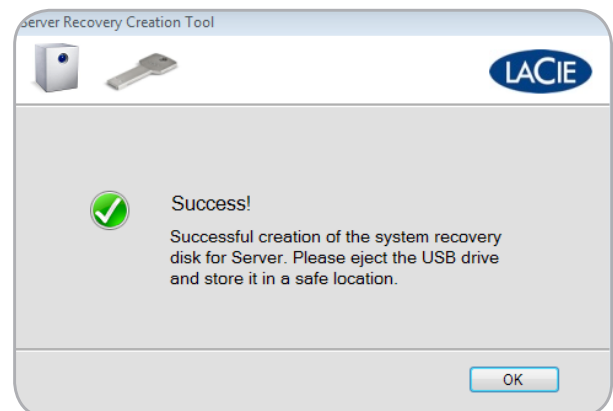 Server Recovery Creation Tool
LACIE
Success!
Successful creation of the system recovery
disk for Server. Please eject the USB drive
and store it in a safe location.
OK